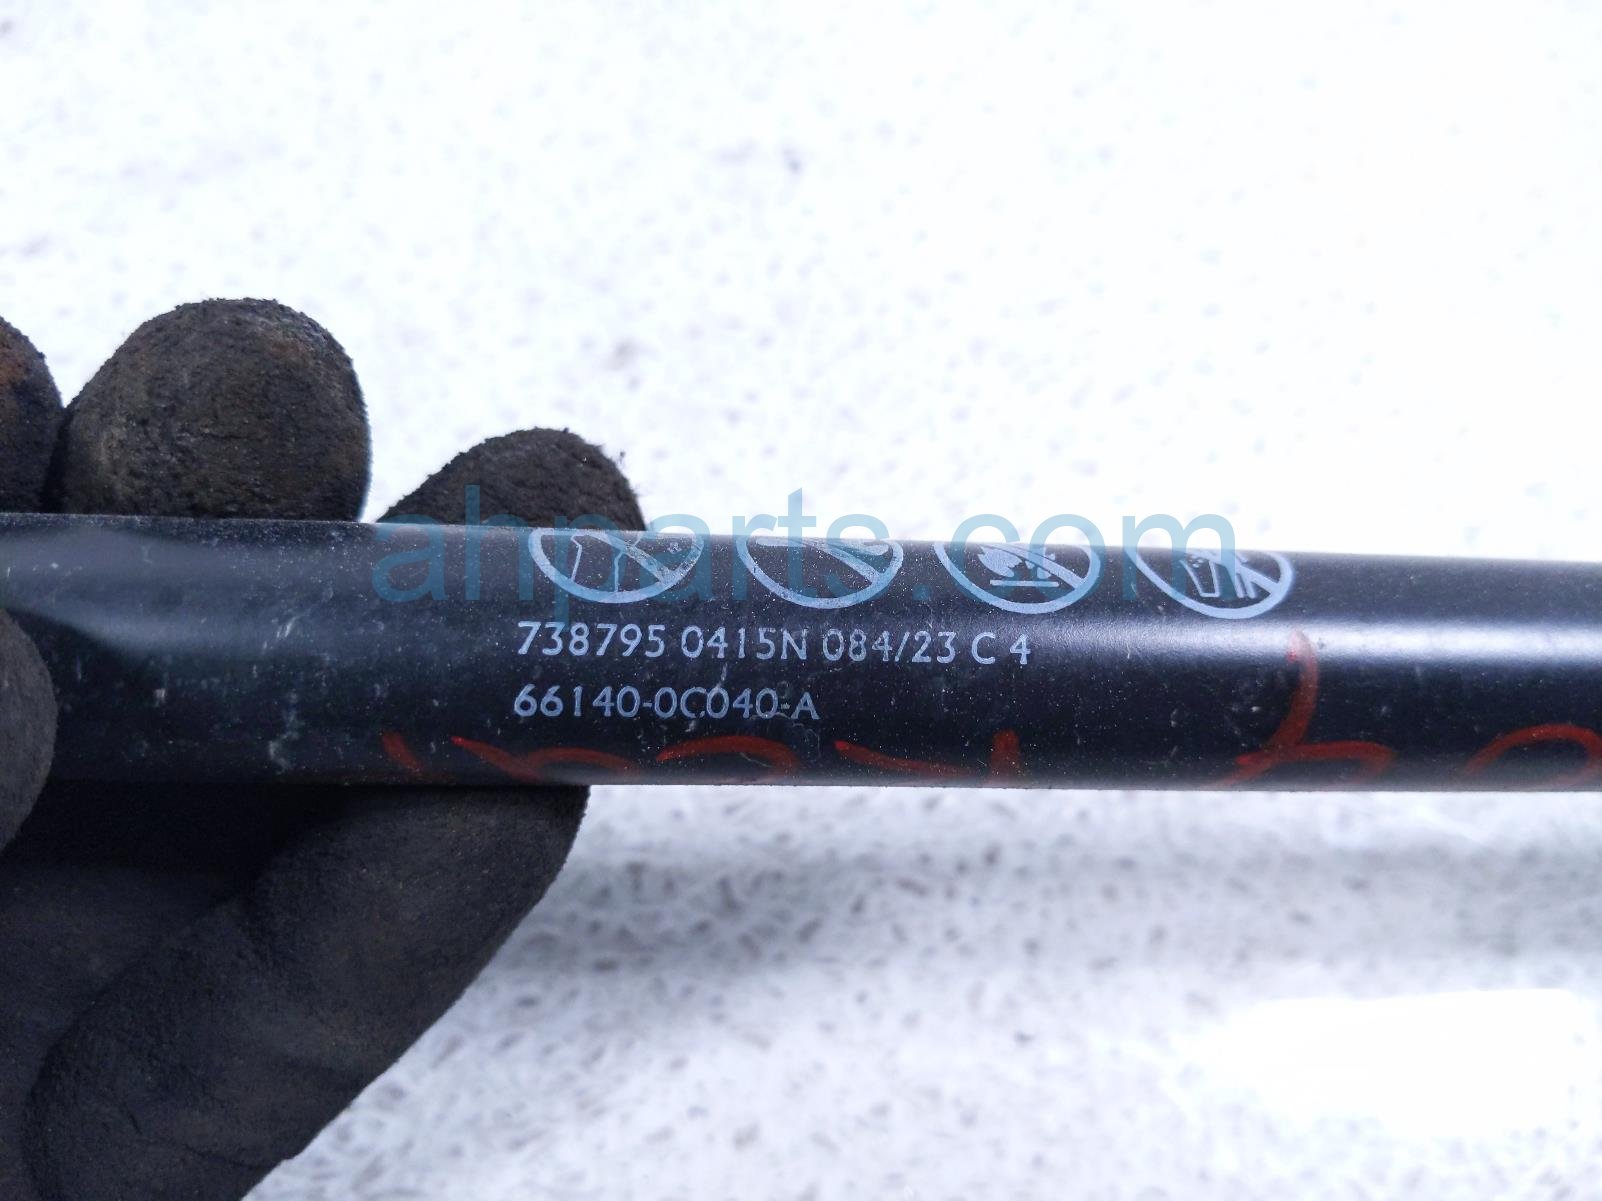 ahparts.com
738795 0415N 084/23 C 4
66140-0C040-A